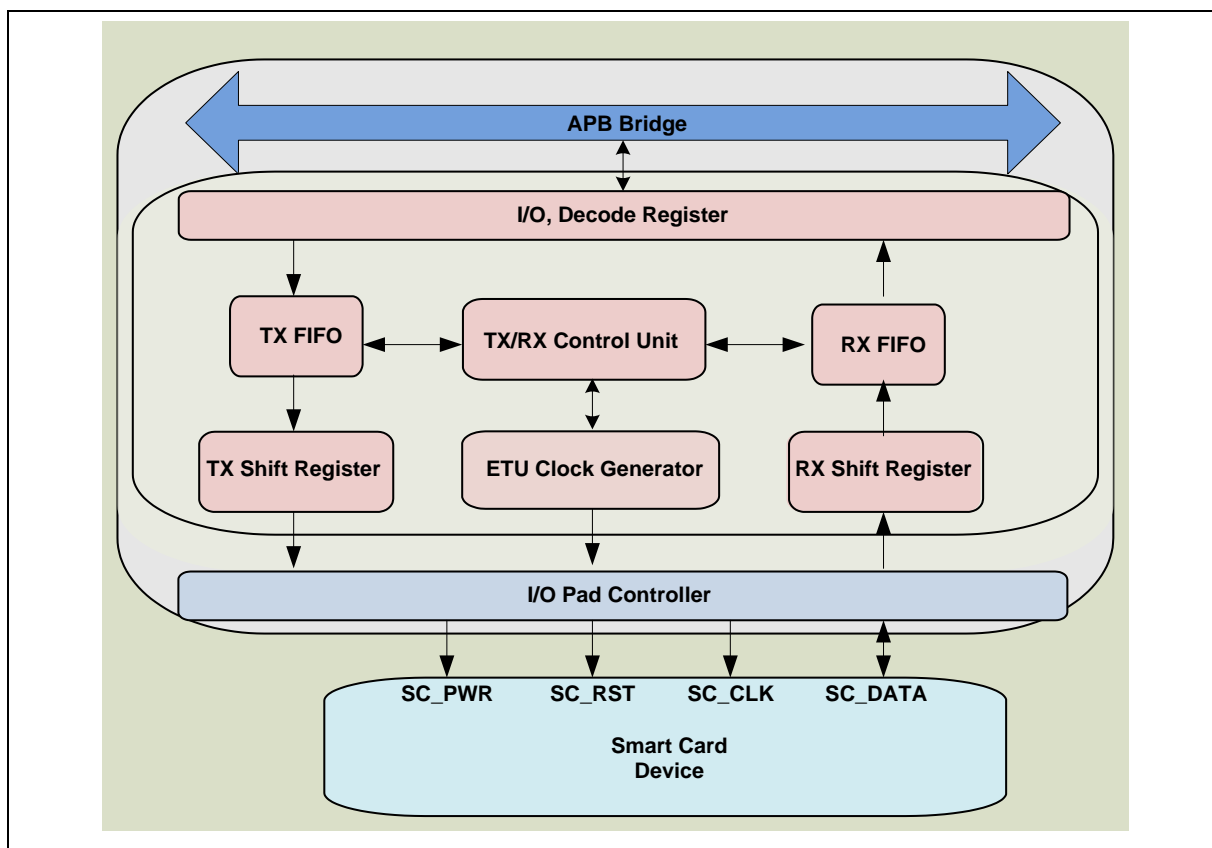 APB Bridge
I/O, Decode Register
TX FIFO
TX/RX Control Unit
RX FIFO
TX Shift Register
ETU Clock Generator
RX Shift Register
I/O Pad Controller
SC_PWR
SC_RST
SC_CLK
SC_DATA
Smart Card
Device